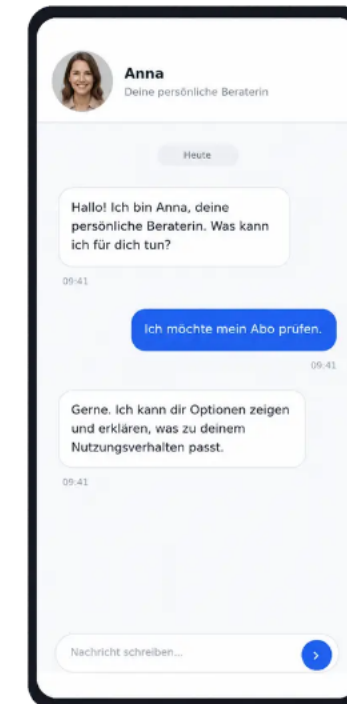 Anna
Deine persönliche Beraterin
Heute
Hallo! Ich bin Anna, deine
persönliche Beraterin. Was kann
ich für dich tun?
09:41
Ich möchte mein Abo prüfen.
09:41
Gerne. Ich kann dir Optionen zeigen
und erklären, was zu deinem
Nutzungsverhalten passt.
09:41
Nachricht schreiben...